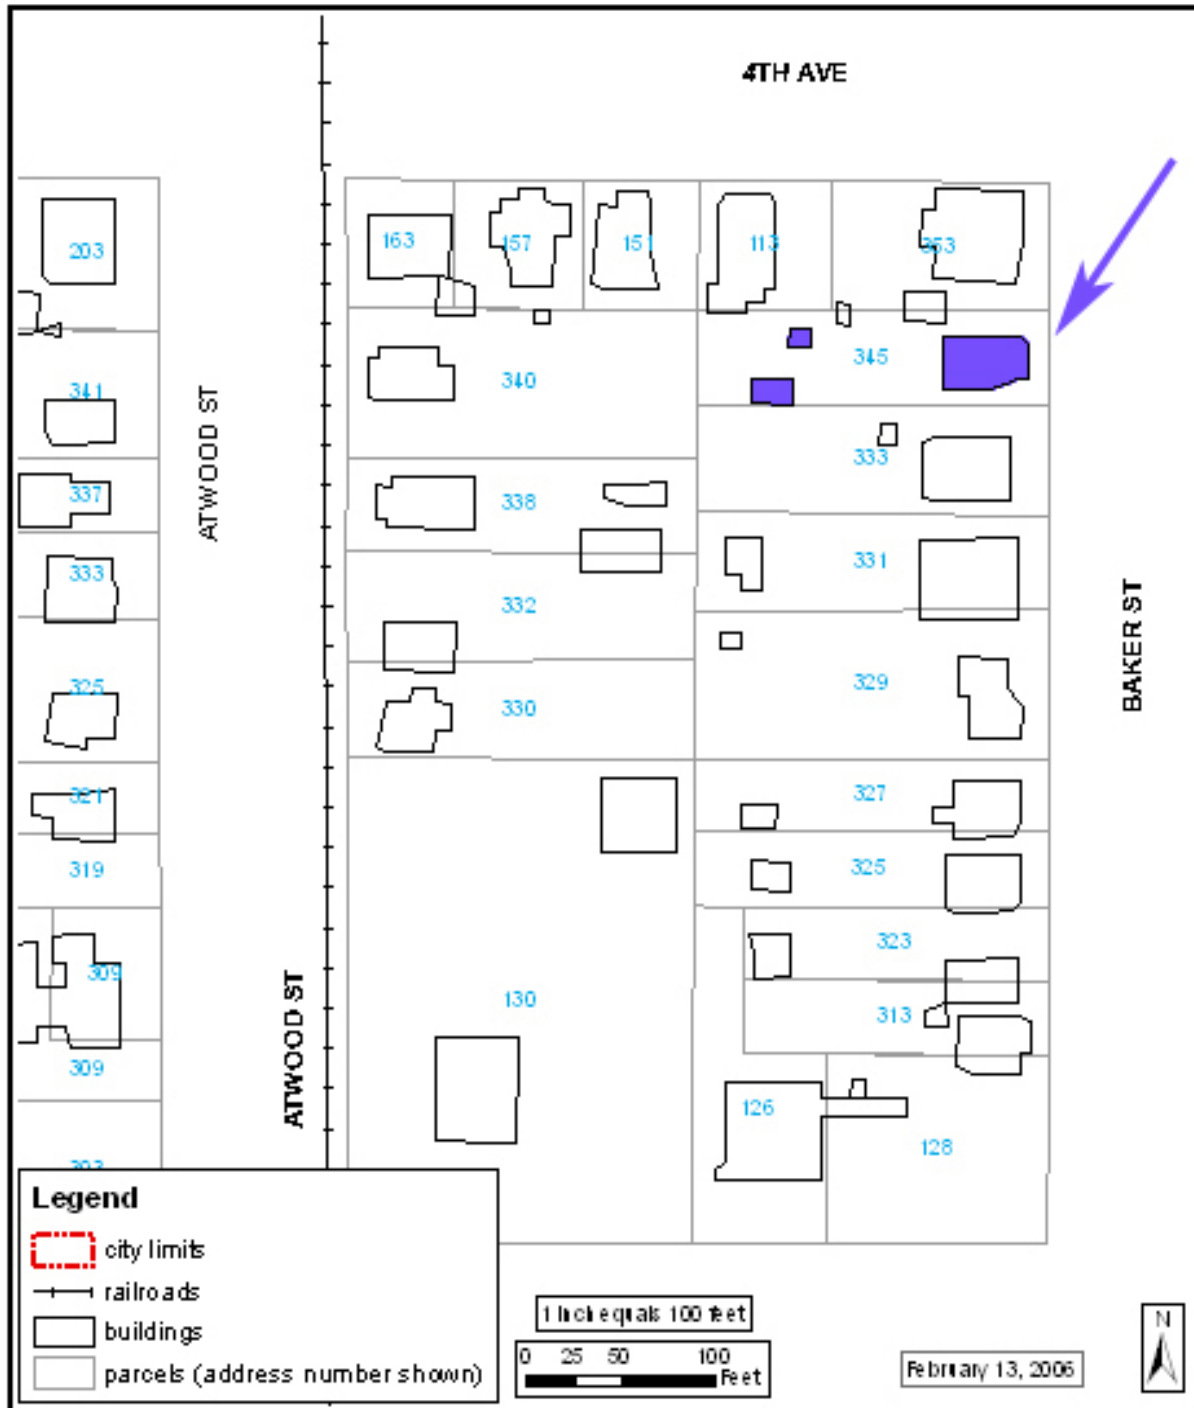 4TH AVE
203
163
157
151
113
353
345
341
340
ATWOOD ST
333
337
338
331
333
332
BAKER ST
325
330
329
321
327
319
325
323
309
130
313
ATWOOD ST
309
126
128
303
Legend
city limits
railroads
buildings
parcels (address number shown)
1 inch equals 100 feet
0 25 50 100
Feet
February 13, 2006
N